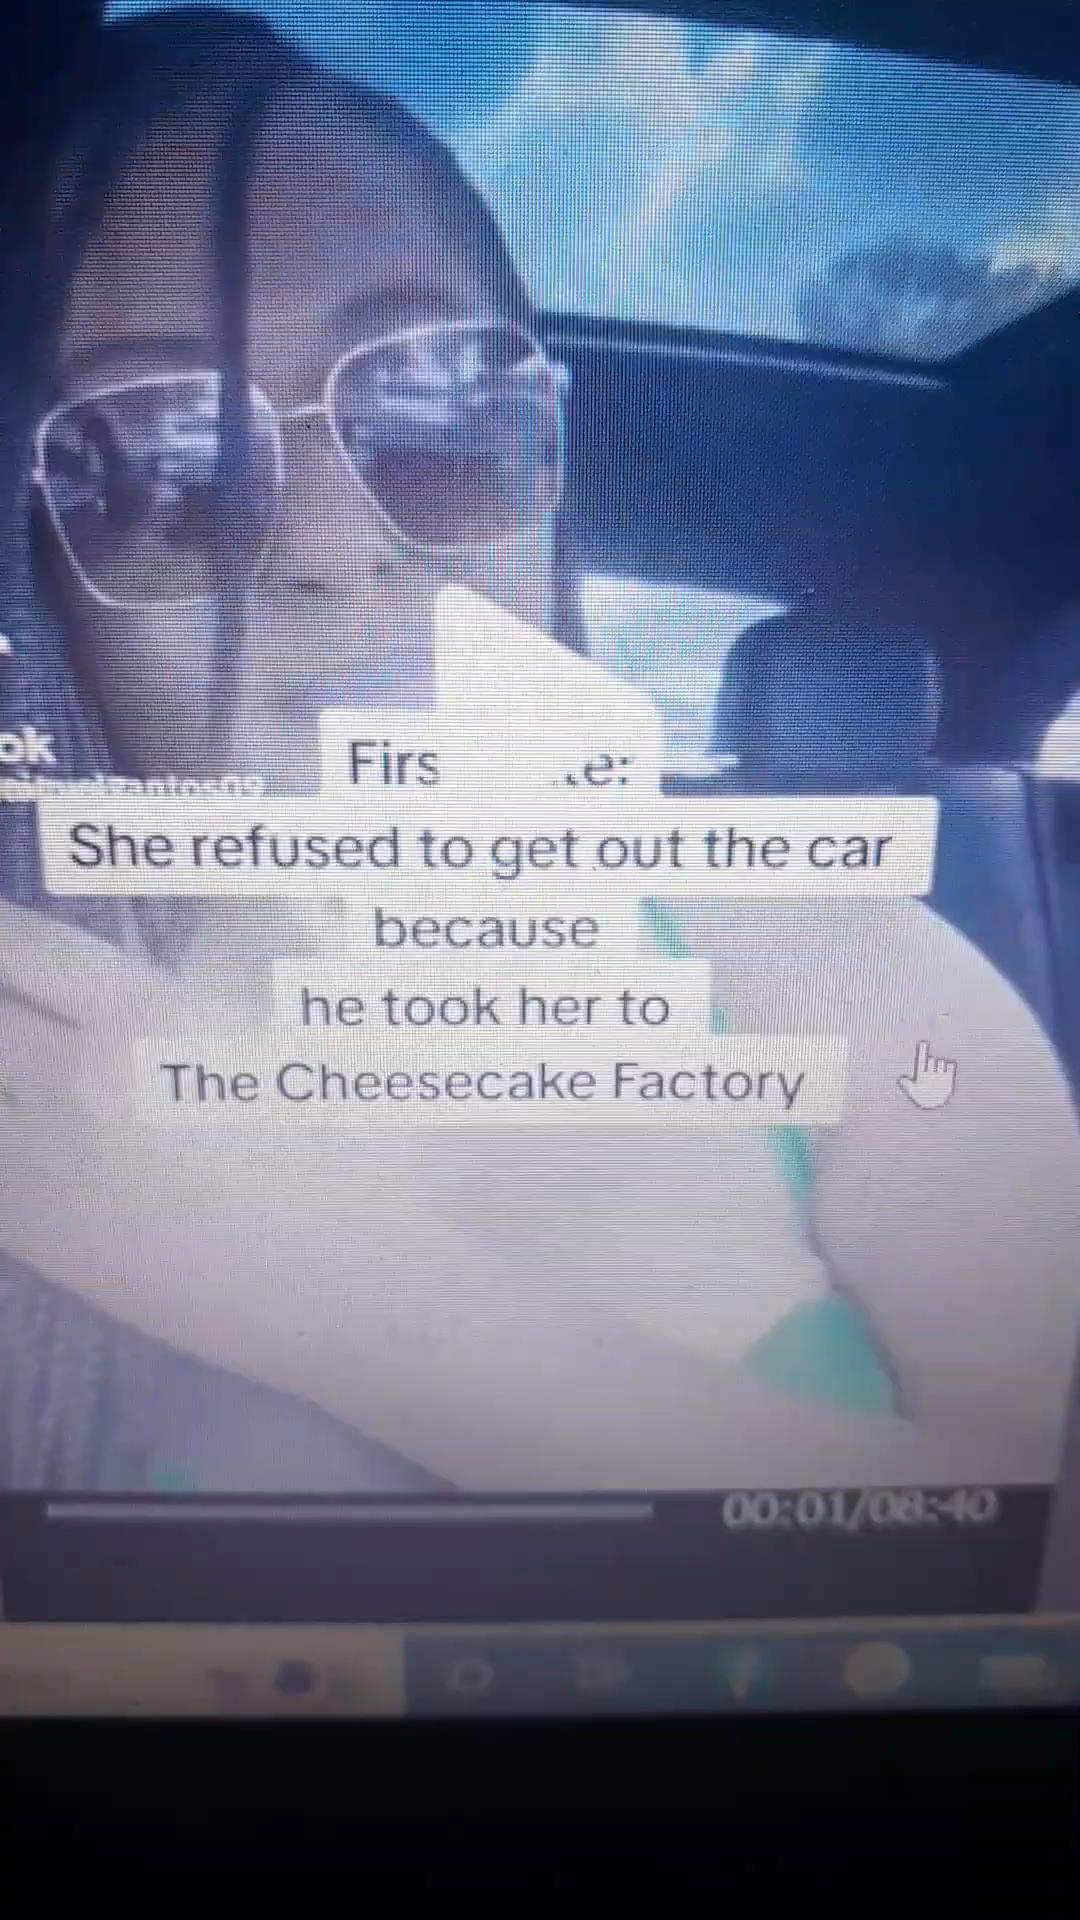 ok
Firs e:
She refused to get out the car
because
he took her to
The Cheesecake Factory
00:01/08:40